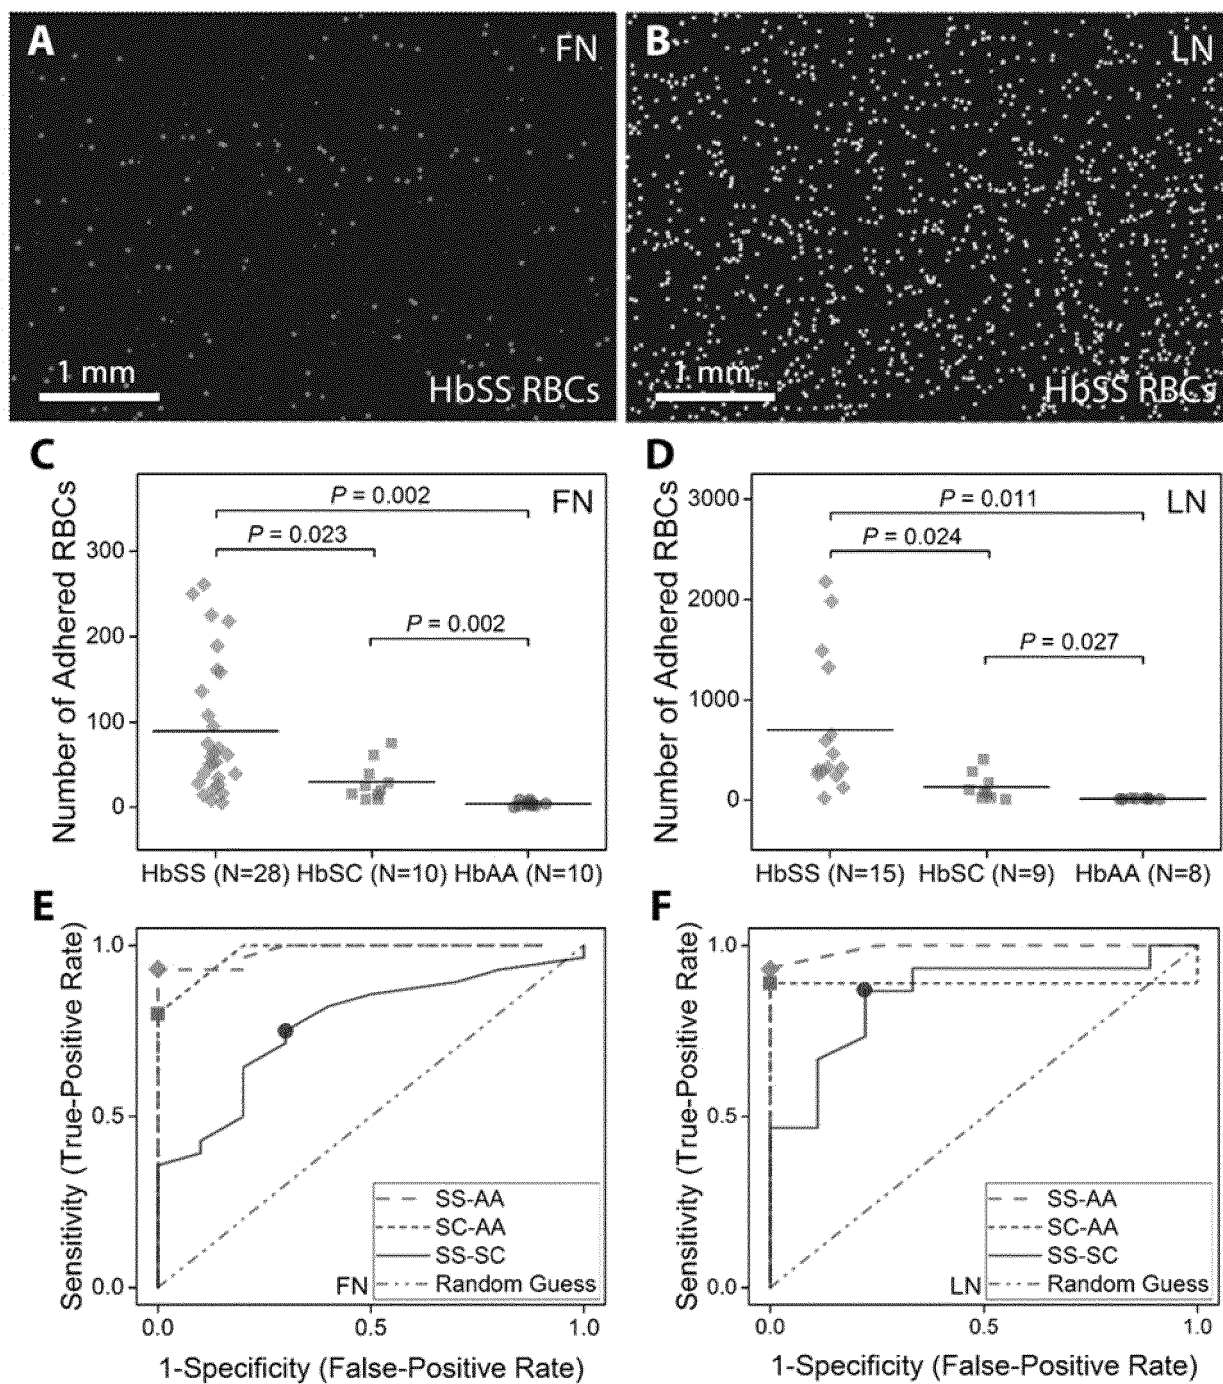 A
FN
1 mm
HbSS RBCs
B
LN
1 mm
HbSS RBCs
C
Number of Adhered RBCs
300
200
100
0
P = 0.002
FN
P = 0.023
P = 0.002
HbSS (N=28) HbSC (N=10) HbAA (N=10)
D
Number of Adhered RBCs
3000
2000
1000
0
P = 0.011
LN
P = 0.024
P = 0.027
HbSS (N=15) HbSC (N=9) HbAA (N=8)
E
Sensitivity (True-Positive Rate)
1.0
0.5
0.0
SS-AA
SC-AA
SS-SC
FN
Random Guess
0.0 0.5 1.0
1-Specificity (False-Positive Rate)
F
Sensitivity (True-Positive Rate)
1.0
0.5
0.0
SS-AA
SC-AA
SS-SC
LN
Random Guess
0.0 0.5 1.0
1-Specificity (False-Positive Rate)